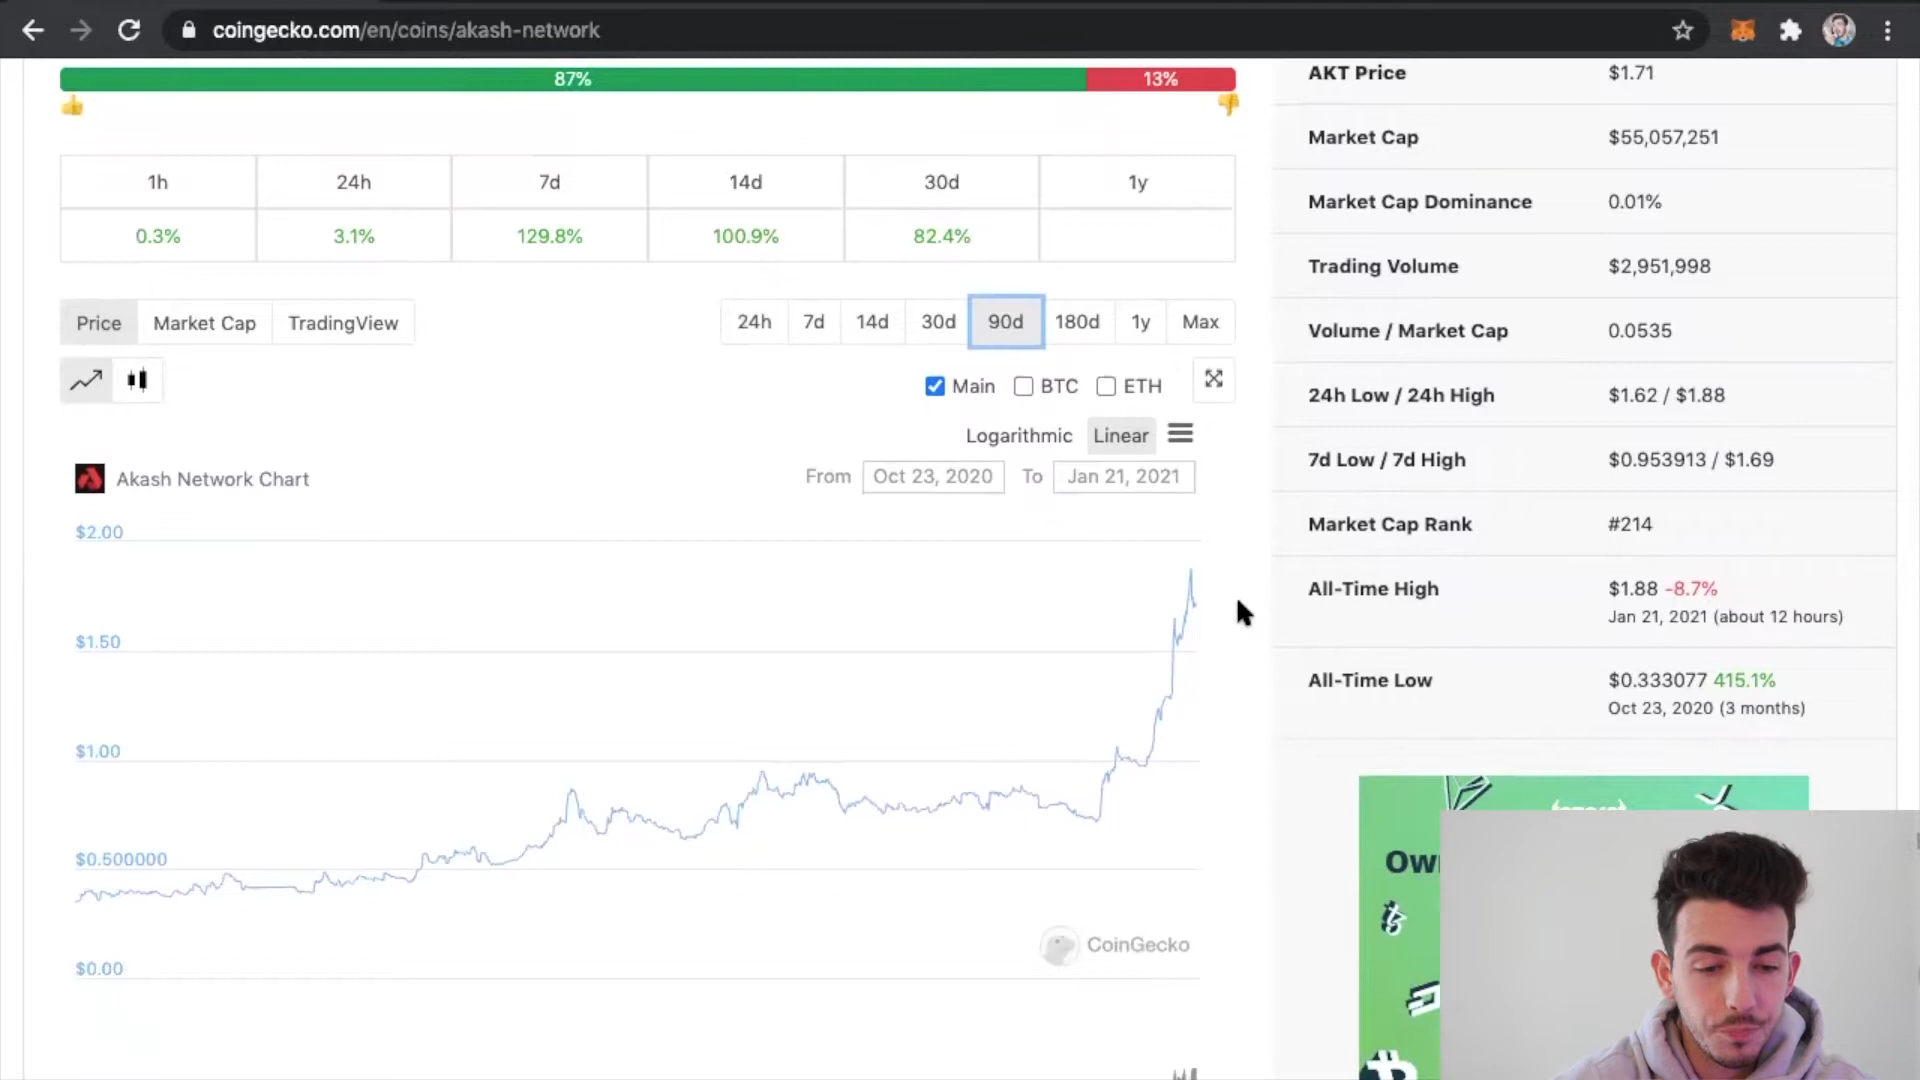 coingecko.com/en/coins/akash-network
87%
13%
1h 24h 7d 14d 30d 1y
0.3% 3.1% 129.8% 100.9% 82.4%
Price Market Cap TradingView
24h 7d 14d 30d 90d 180d 1y Max
Main BTC ETH
Logarithmic Linear
Akash Network Chart
From Oct 23, 2020 To Jan 21, 2021
$2.00
$1.50
$1.00
$0.500000
$0.00
CoinGecko
AKT Price $1.71
Market Cap $55,057,251
Market Cap Dominance 0.01%
Trading Volume $2,951,998
Volume / Market Cap 0.0535
24h Low / 24h High $1.62 / $1.88
7d Low / 7d High $0.953913 / $1.69
Market Cap Rank #214
All-Time High $1.88 -8.7%
Jan 21, 2021 (about 12 hours)
All-Time Low $0.333077 415.1%
Oct 23, 2020 (3 months)